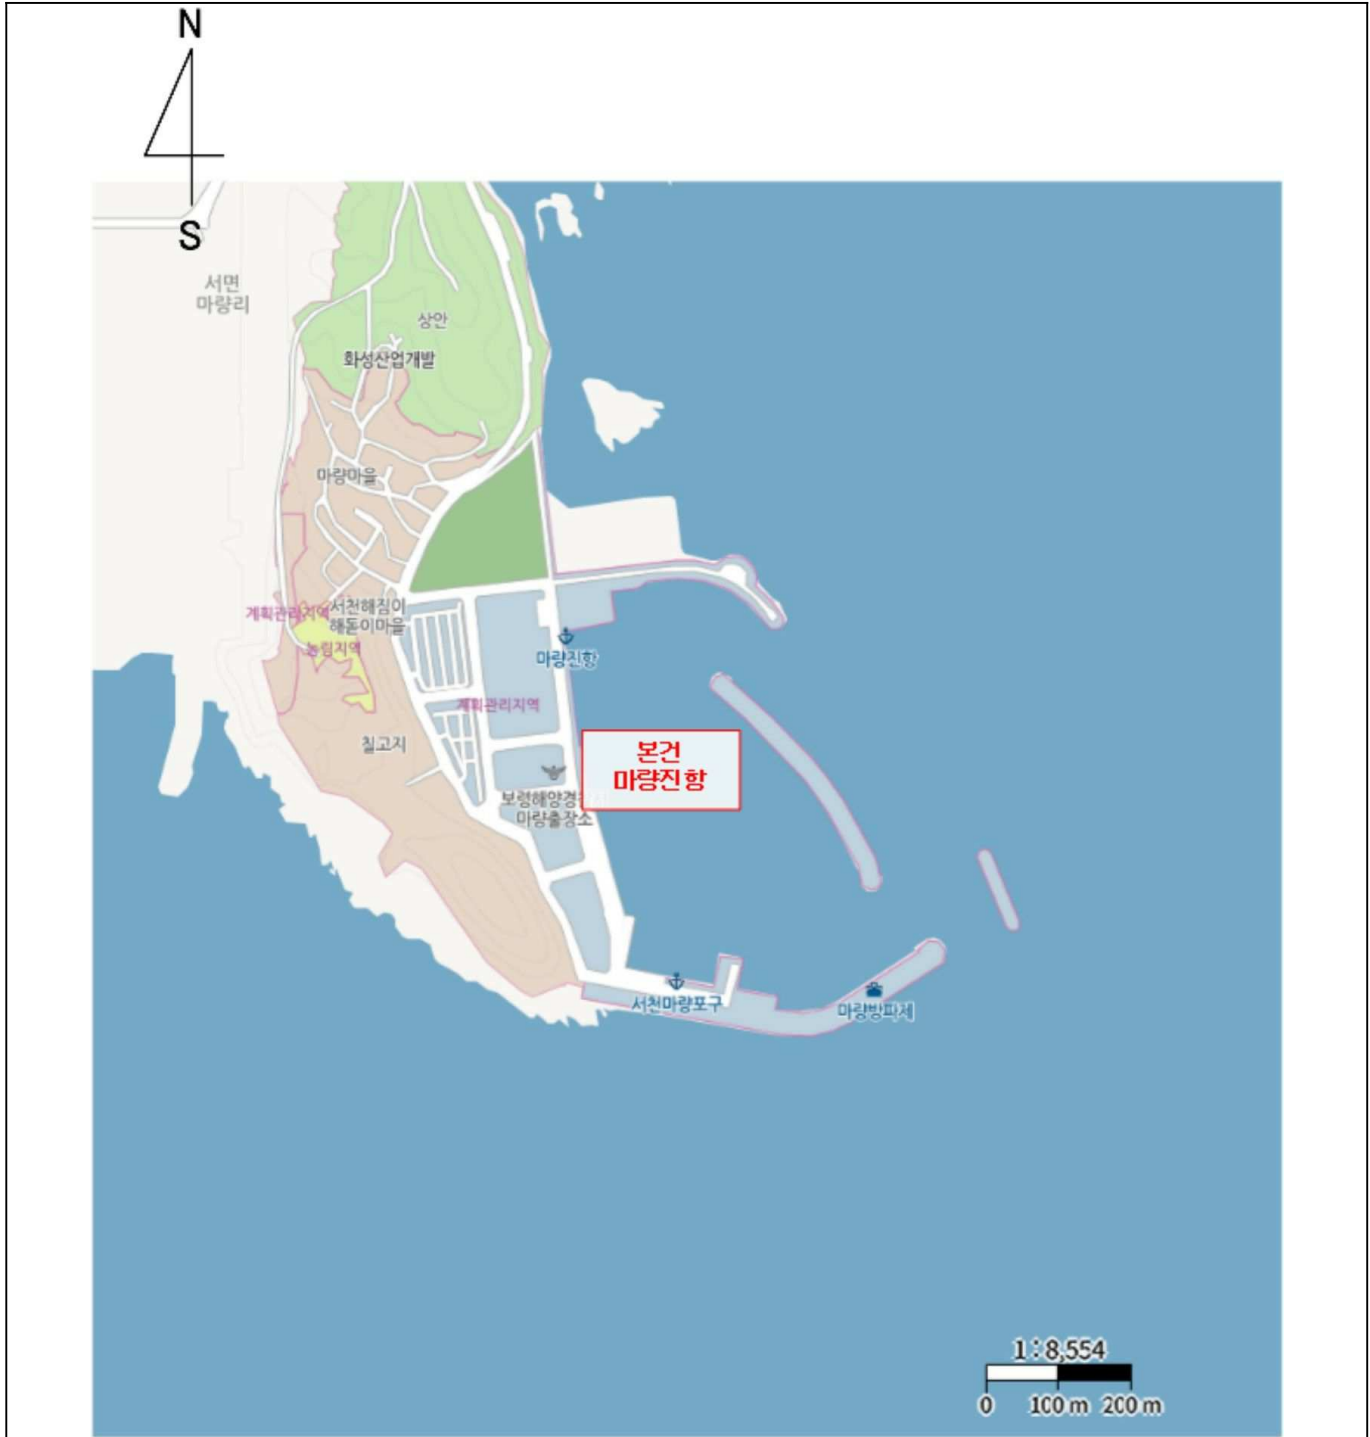 N
S
서면
마량리
상안
화성산업개발
마량마을
계획관리지역
서천해짐이
해돋이마을
농림지역
마량진항
계획관리지역
본건
마량진항
칠고지
보령해양경
마량출장소
서천마량포구
마량방파제
1:8,554
0 100 m 200 m